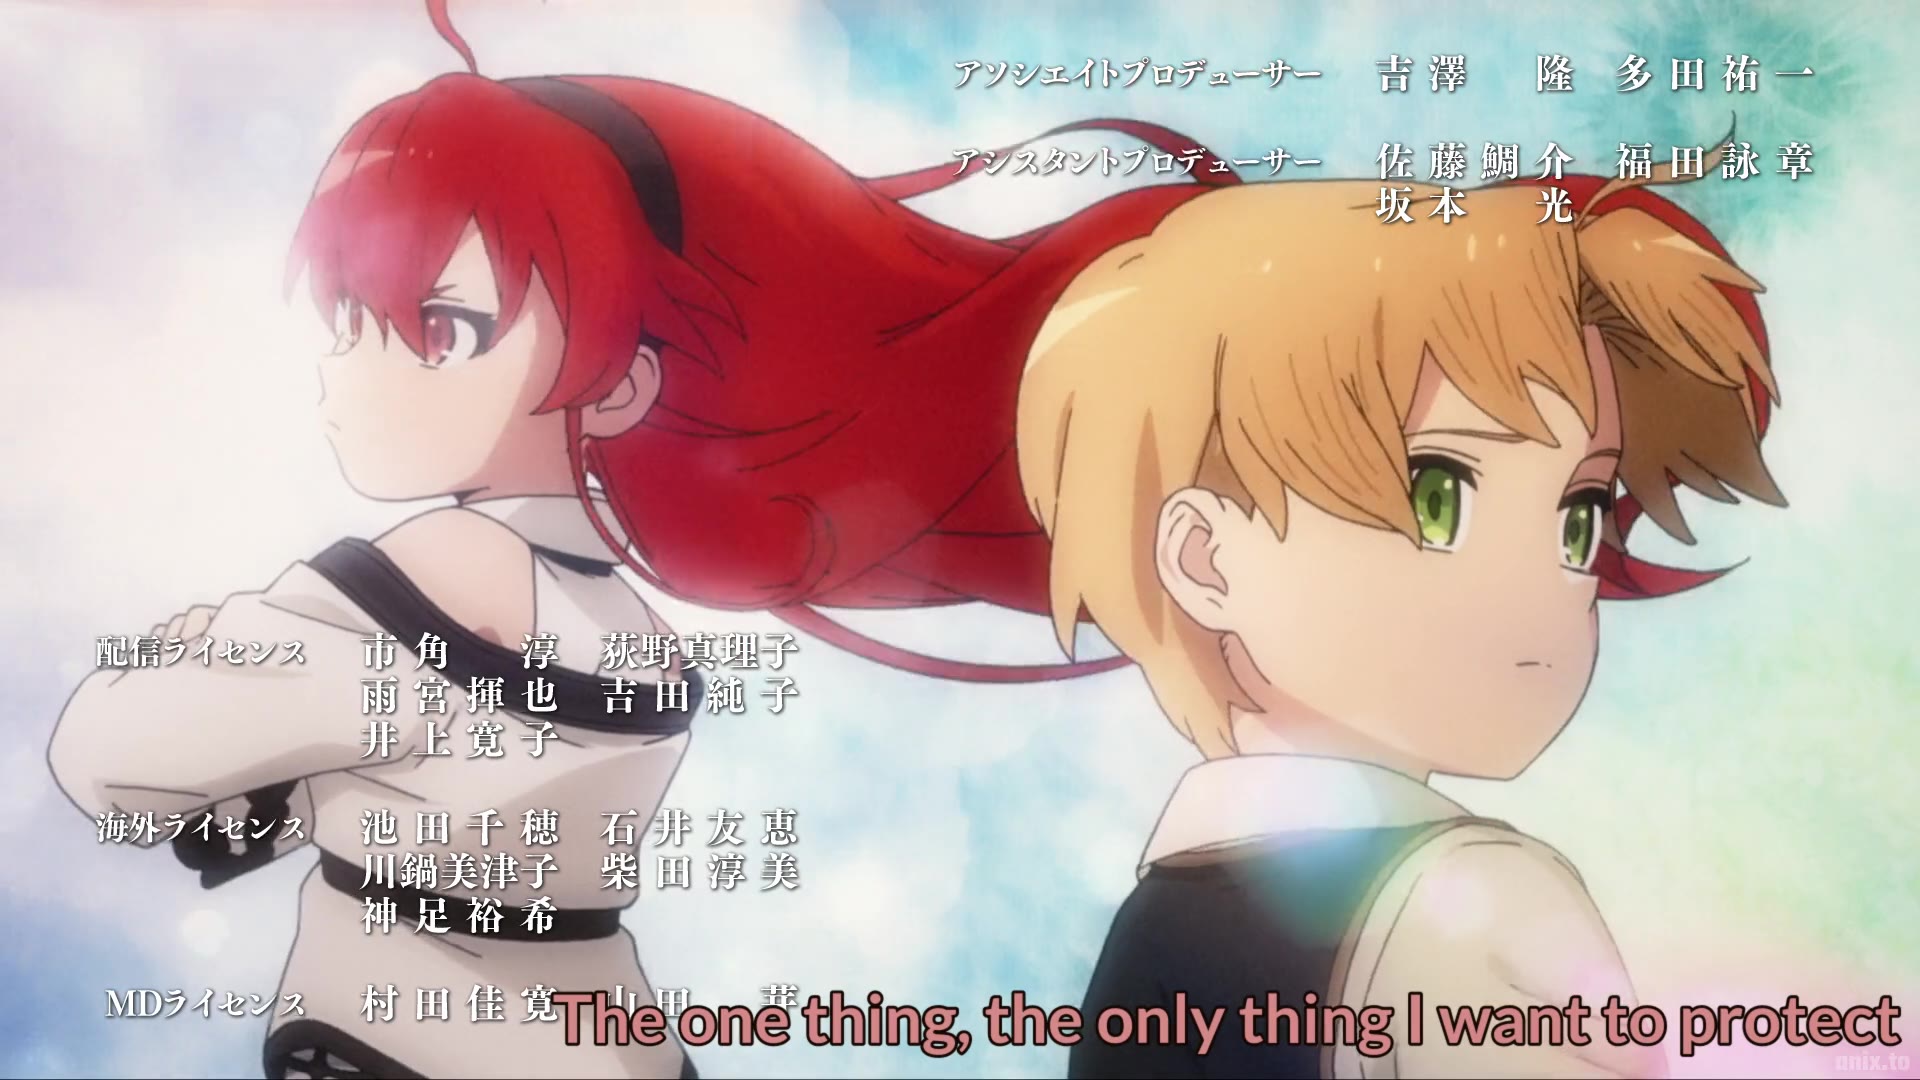 アソシエイトプロデューサー 吉澤 隆 多田祐一
アシスタントプロデューサー 佐藤鯛介 福田詠章
坂本 光
配信ライセンス 市角 淳 荻野真理子
雨宮揮也 吉田純子
井上寛子
海外ライセンス 池田千穂 石井友恵
川鍋美津子 柴田淳美
神足裕希
MDライセンス 村田佳寛 山田
The one thing, the only thing I want to protect
anix.to